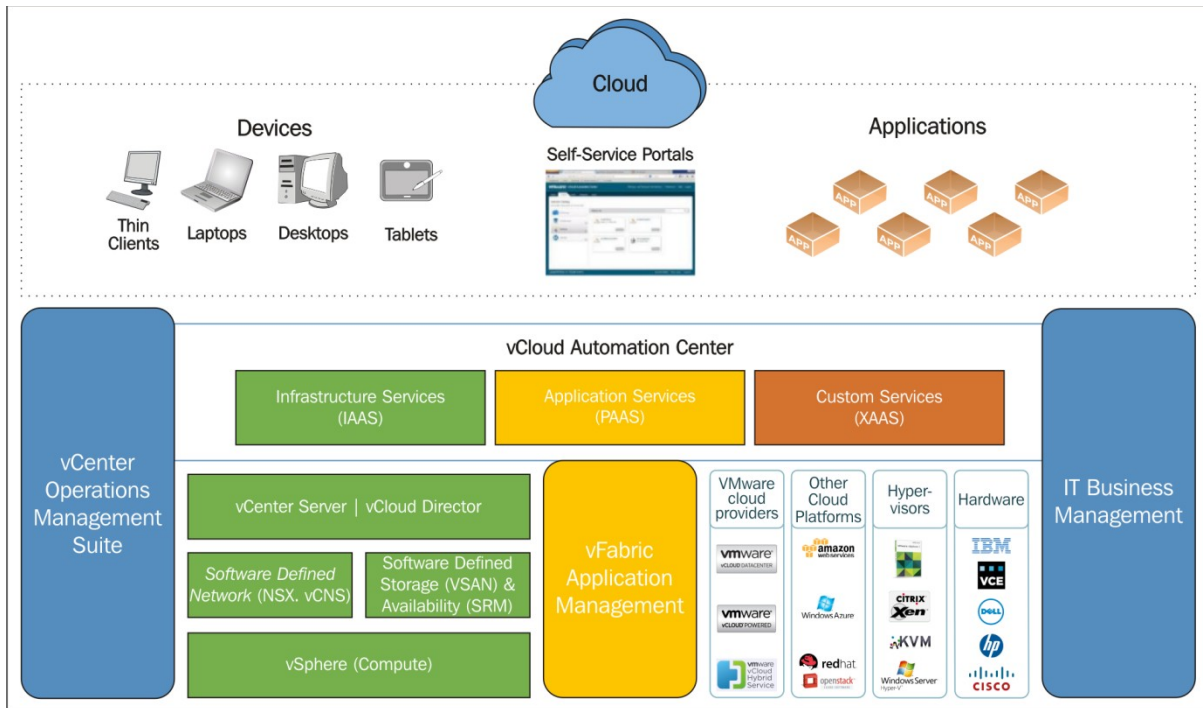 Cloud
Devices
Thin
Clients
Laptops
Desktops
Tablets
Self-Service Portals
Applications
APP
APP
APP
APP
APP
APP
vCloud Automation Center
Infrastructure Services
(IAAS)
Application Services
(PAAS)
Custom Services
(XAAS)
vCenter
Operations
Management
Suite
vCenter Server | vCloud Director
Software Defined
Network (NSX. vCNS)
Software Defined
Storage (VSAN) &
Availability (SRM)
vSphere (Compute)
vFabric
Application
Management
VMware
cloud
providers
vmware
vCLOUD DATACENTER
vmware
vCLOUD POWERED
vmware
vCloud
Hybrid
Service
Other
Cloud
Platforms
amazon
webservices
Windows Azure
redhat
openstack
Hyper-
visors
CITRIX
Xen
KVM
Windows Server
Hyper-V
Hardware
IBM
VCE
DELL
hp
CISCO
IT Business
Management